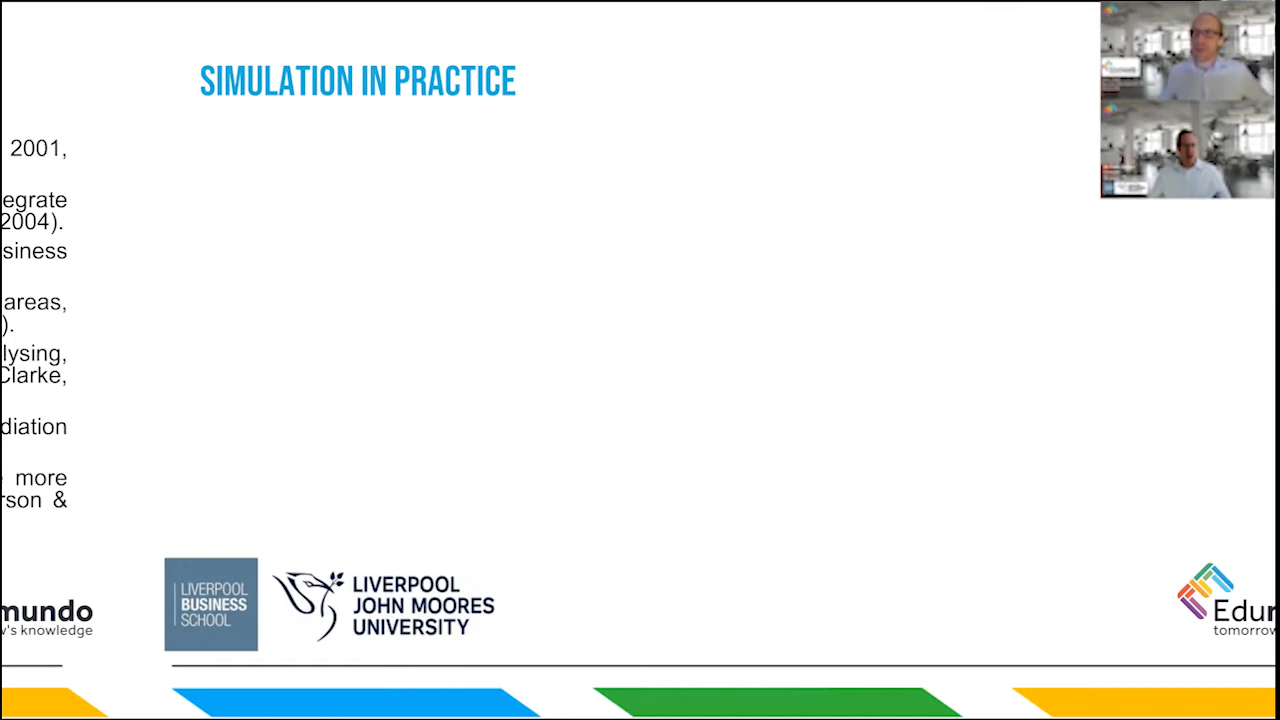 SIMULATION IN PRACTICE
2001,
egrate
2004).
siness
areas,
).
lysing,
Clarke,
diation
more
rson &
mundo
w's knowledge
LIVERPOOL
BUSINESS
SCHOOL
LIVERPOOL
JOHN MOORES
UNIVERSITY
Edur
tomorrow